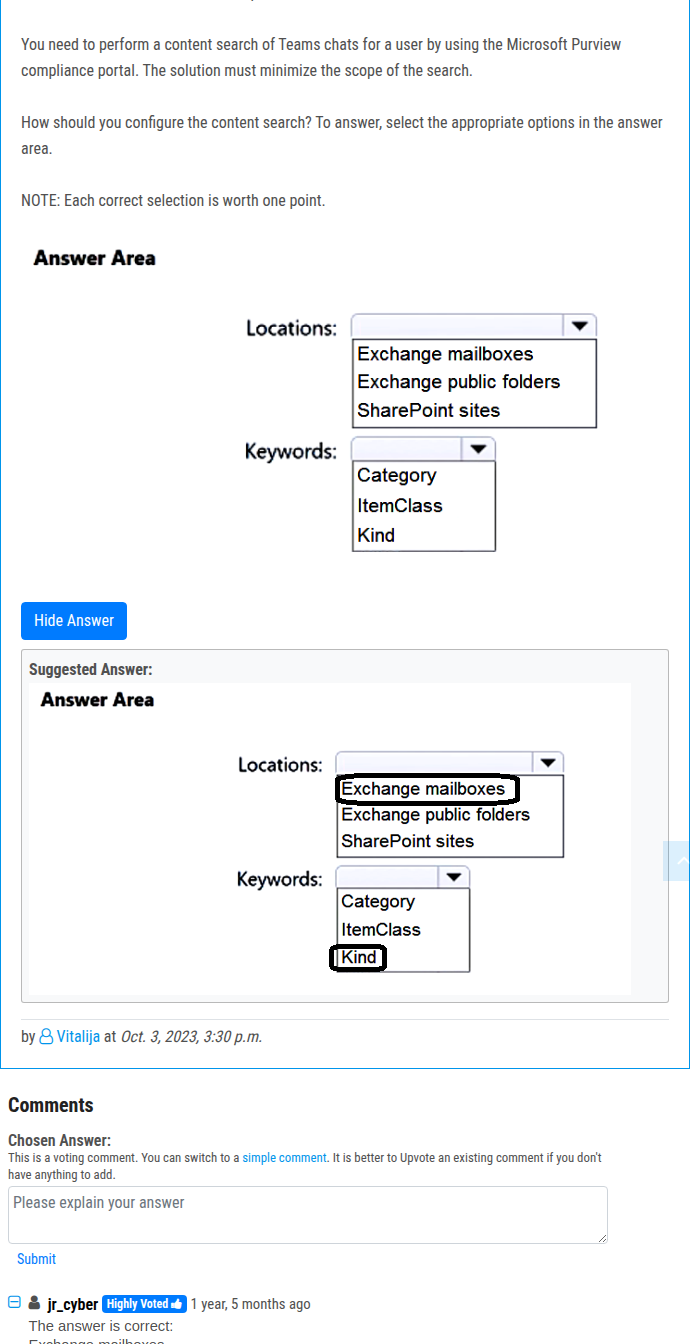 You need to perform a content search of Teams chats for a user by using the Microsoft Purview
compliance portal. The solution must minimize the scope of the search.
How should you configure the content search? To answer, select the appropriate options in the answer
area.
NOTE: Each correct selection is worth one point.
Answer Area
Locations:
Exchange mailboxes
Exchange public folders
SharePoint sites
Keywords:
Category
ItemClass
Kind
Hide Answer
Suggested Answer:
Answer Area
Locations:
Exchange mailboxes
Exchange public folders
SharePoint sites
Keywords:
Category
ItemClass
Kind
by Vitalija at Oct. 3, 2023, 3:30 p.m.
Comments
Chosen Answer:
This is a voting comment. You can switch to a simple comment. It is better to Upvote an existing comment if you don't
have anything to add.
Please explain your answer
Submit
jr_cyber Highly Voted 1 year, 5 months ago
The answer is correct:
Exchange mailboxes